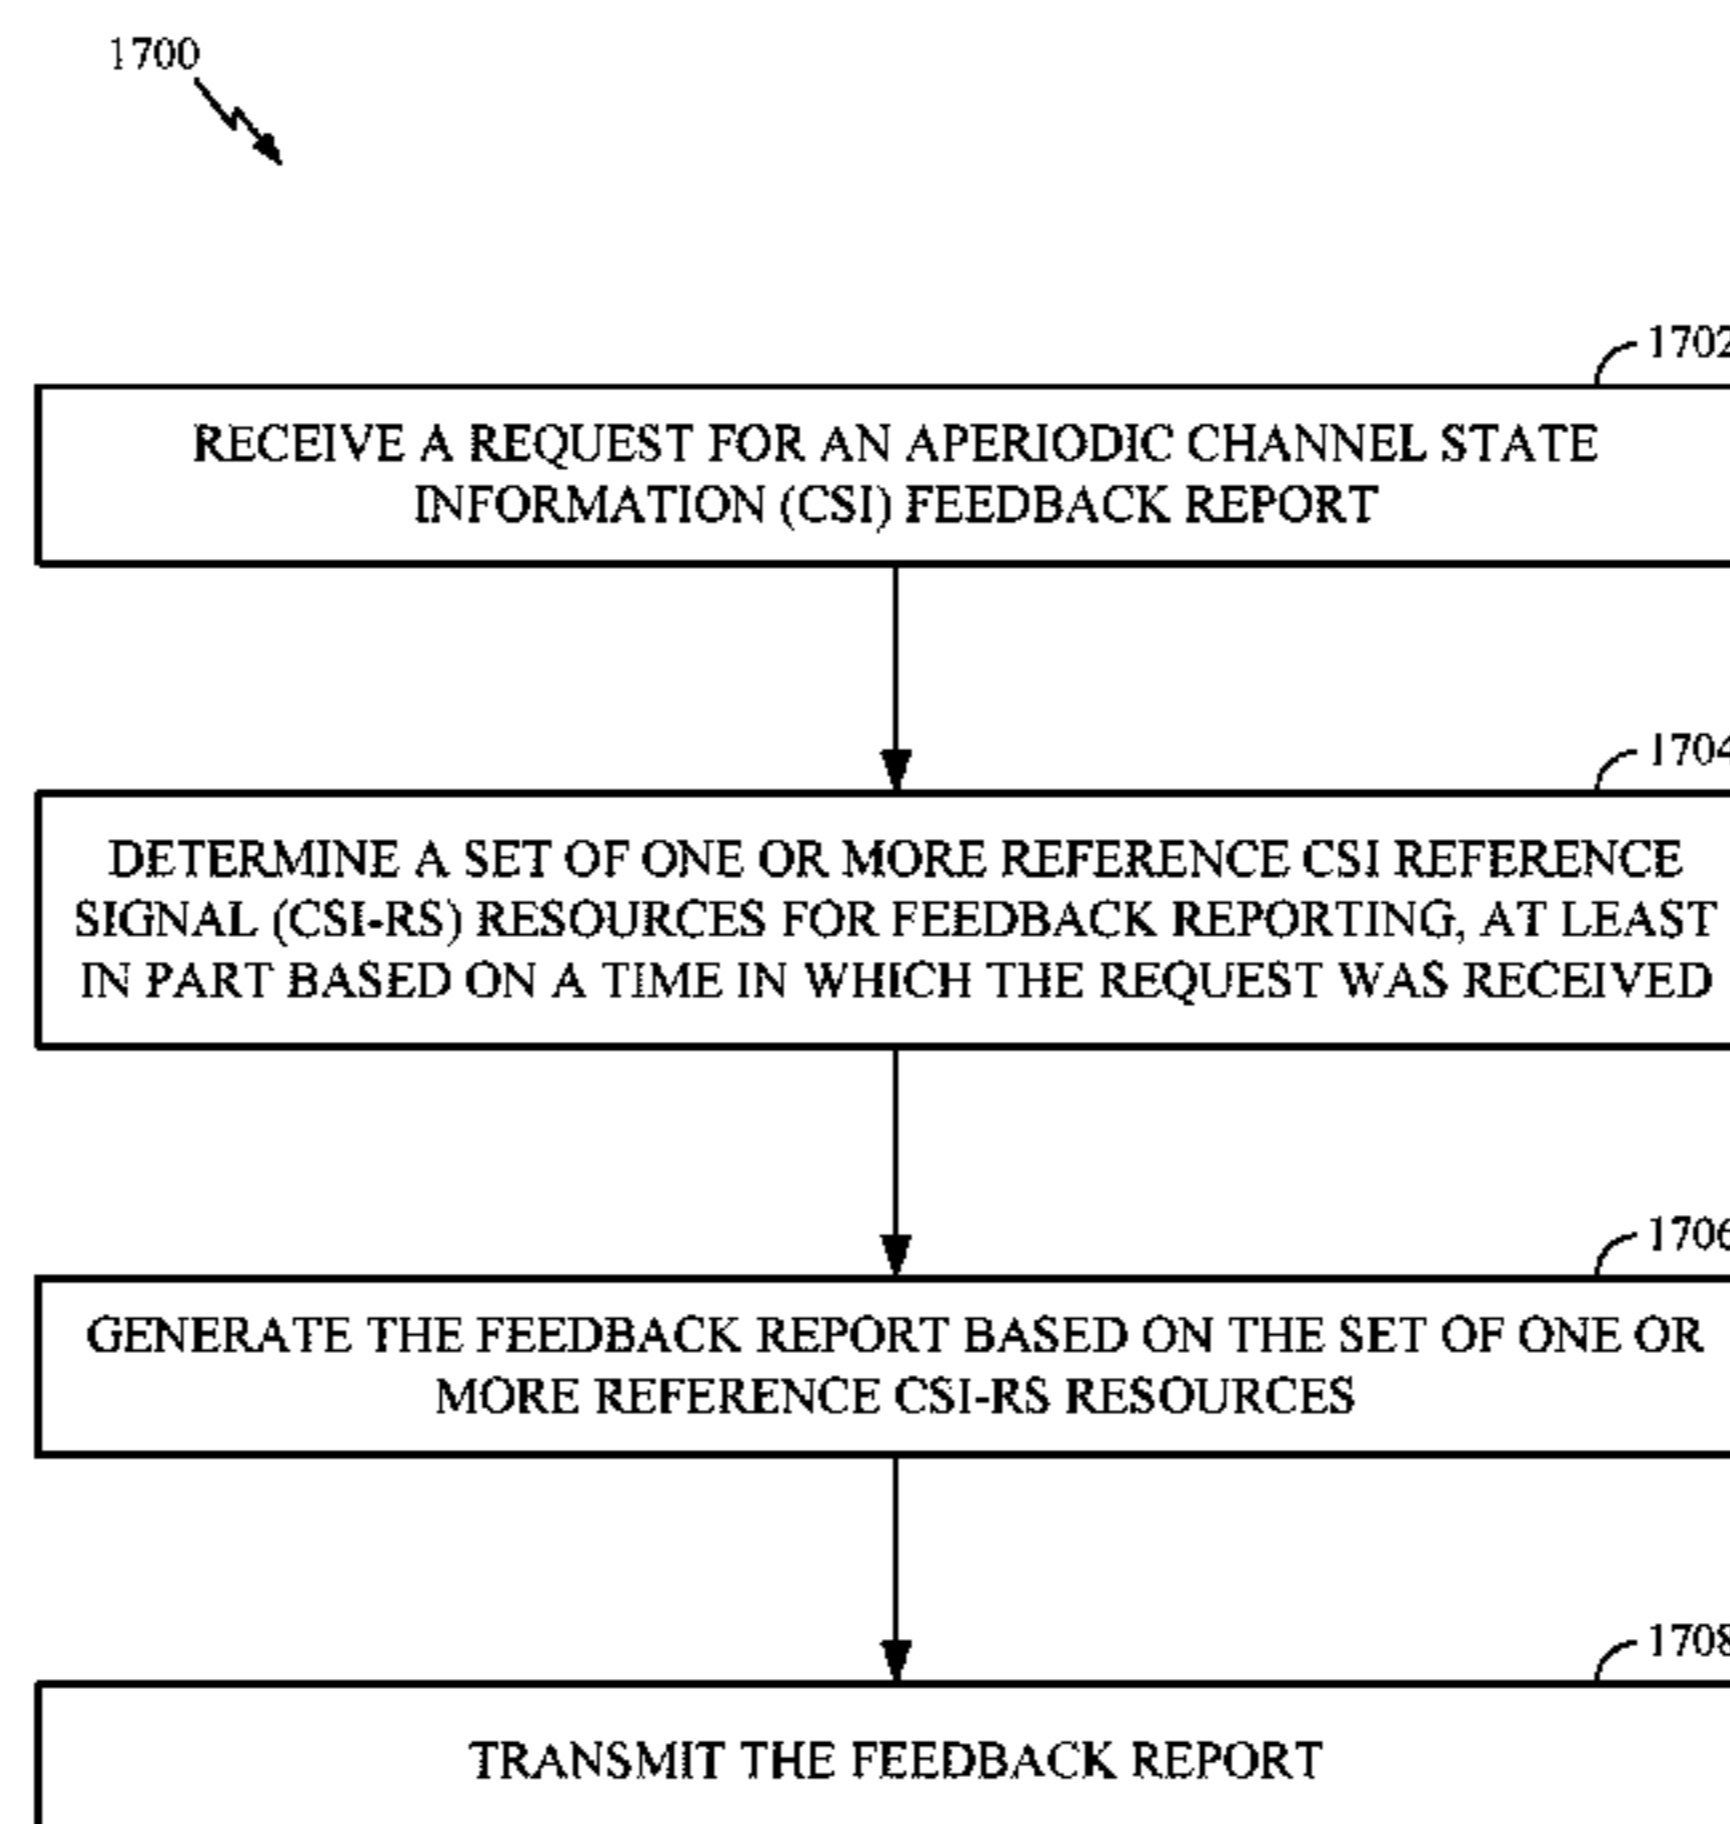 1700
1702
RECEIVE A REQUEST FOR AN APERIODIC CHANNEL STATE
INFORMATION (CSI) FEEDBACK REPORT
1704
DETERMINE A SET OF ONE OR MORE REFERENCE CSI REFERENCE
SIGNAL (CSI-RS) RESOURCES FOR FEEDBACK REPORTING, AT LEAST
IN PART BASED ON A TIME IN WHICH THE REQUEST WAS RECEIVED
1706
GENERATE THE FEEDBACK REPORT BASED ON THE SET OF ONE OR
MORE REFERENCE CSI-RS RESOURCES
1708
TRANSMIT THE FEEDBACK REPORT